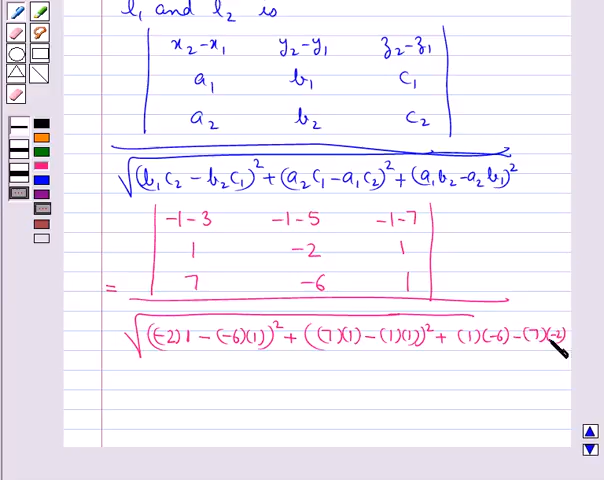 l₁ and l₂ is
| x₂-x₁ y₂-y₁ z₂-z₁ |
| a₁ b₁ c₁ |
| a₂ b₂ c₂ |
√(b₁c₂ - b₂c₁)² + (a₂c₁ - a₁c₂)² + (a₁b₂ - a₂b₁)²
| -1-3 -1-5 -1-7 |
| 1 -2 1 |
= | 7 -6 1 |
√((-2)1 - (-6)(1))² + ((7)(1) - (1)(1))² + (1)(-6) - (7)(-2)